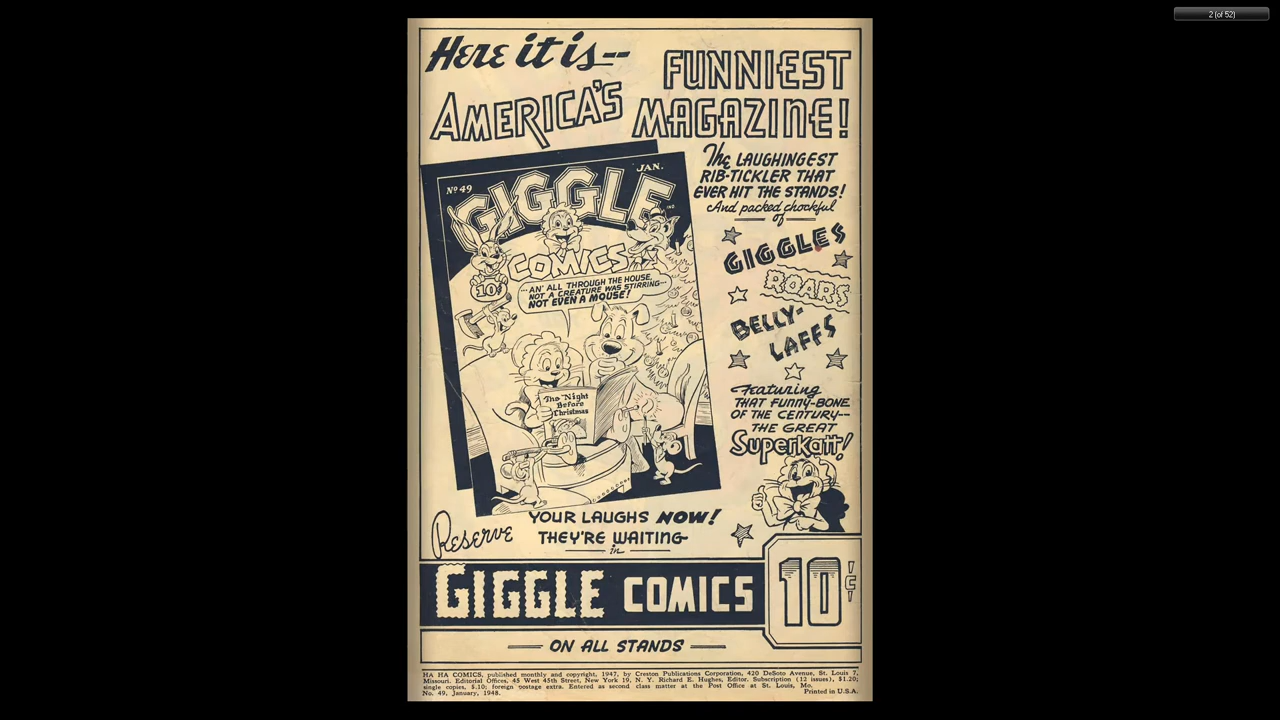 2 (of 52)
Here it is--
AMERICA'S FUNNIEST
MAGAZINE!
The LAUGHINGEST
RIB-TICKLER THAT
EVER HIT THE STANDS!
And packed chockful
of
GIGGLES
ROARS
BELLY-
LAFFS
Featuring
THAT FUNNY-BONE
OF THE CENTURY--
THE GREAT
SuperKatt!
Nº 49
JAN.
GIGGLE
COMICS
10¢
...AN' ALL THROUGH THE HOUSE,
NOT A CREATURE WAS STIRRING---
NOT EVEN A MOUSE!
The Night
Before
Christmas
Reserve YOUR LAUGHS NOW!
THEY'RE WAITING
in
GIGGLE COMICS 10¢!
ON ALL STANDS
HA HA COMICS, published monthly and copyright, 1947, by Creston Publications Corporation, 420 DeSoto Avenue, St. Louis 7,
Missouri. Editorial Offices, 45 West 45th Street, New York 19, N. Y. Richard E. Hughes, Editor. Subscription (12 issues), $1.20;
single copies, $.10; foreign postage extra. Entered as second class matter at the Post Office at St. Louis, Mo.
No. 49, January, 1948. Printed in U.S.A.